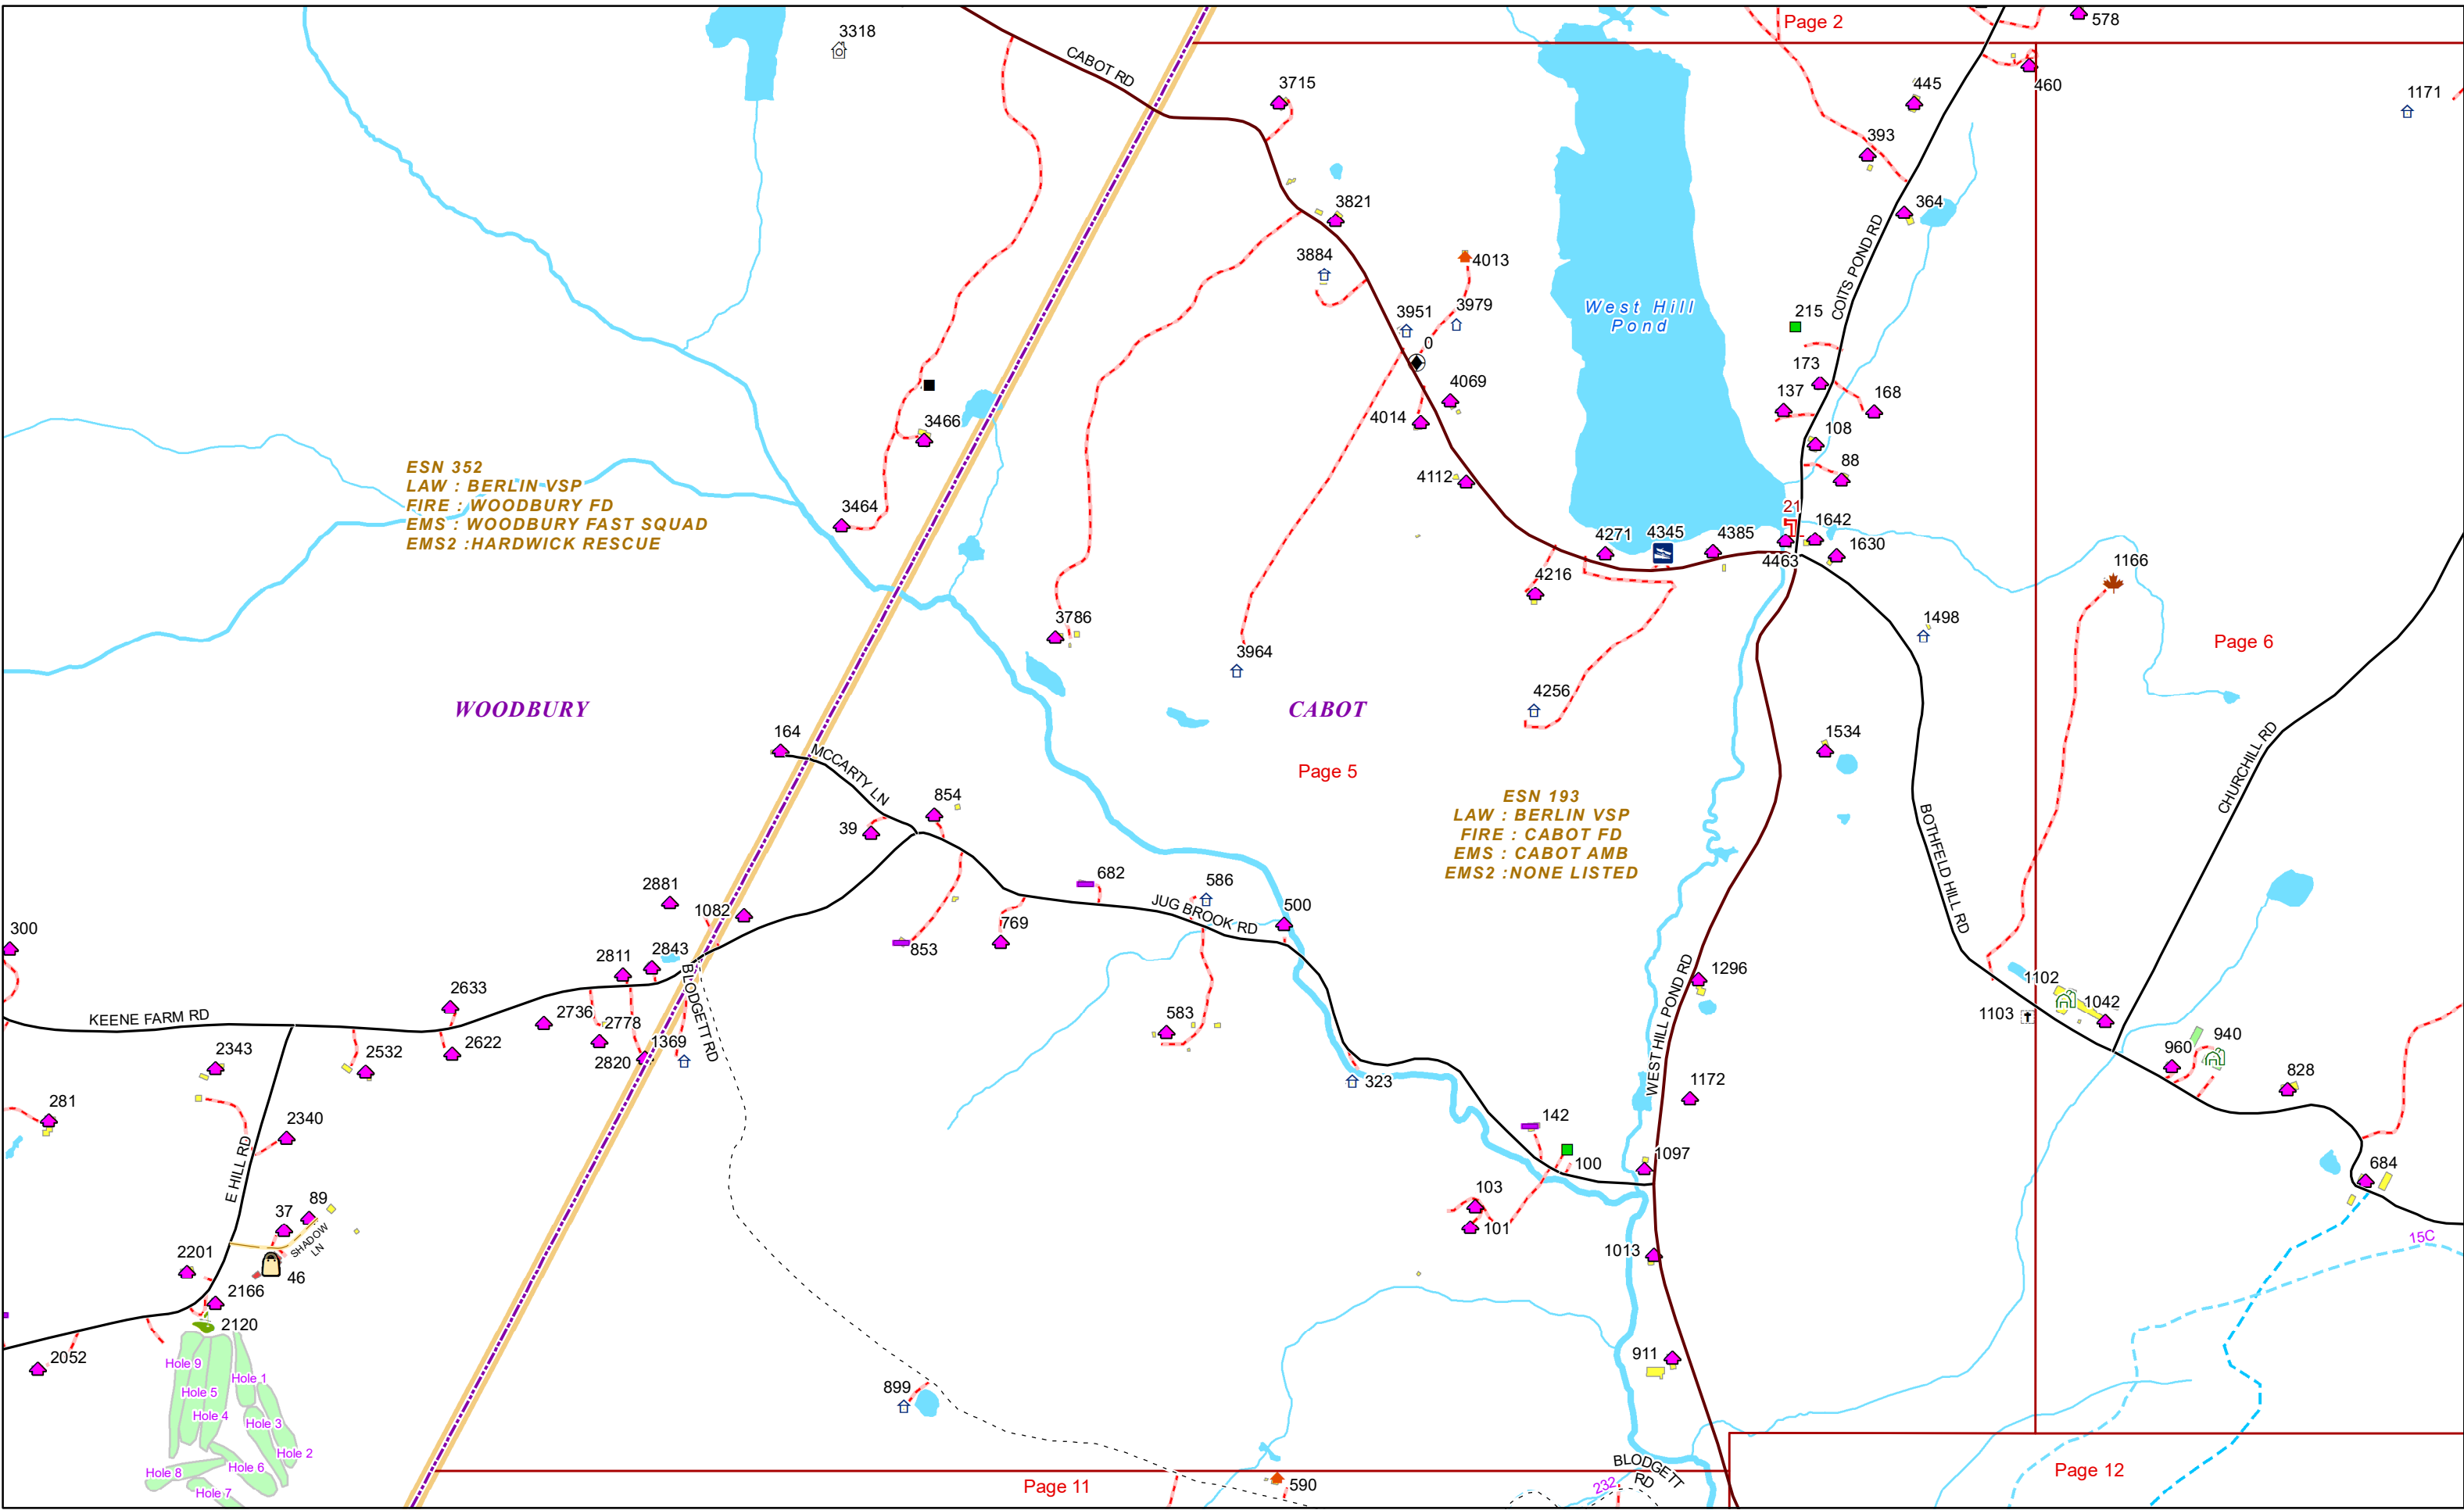 Page 2
578
3318
CABOT RD
3715
445
460
1171
393
3821
364
COITS POND RD
3884
4013
3951
3979
West Hill
Pond
215
0
173
4069
137
168
4014
3466
108
88
4112
ESN 352
LAW : BERLIN VSP
FIRE : WOODBURY FD
EMS : WOODBURY FAST SQUAD
EMS2 :HARDWICK RESCUE
3464
21
4271
4345
4385
1642
1630
4463
4216
1166
3786
1498
Page 6
3964
4256
WOODBURY
CABOT
164
MCCARTY LN
1534
Page 5
CHURCHILL RD
854
39
ESN 193
LAW : BERLIN VSP
FIRE : CABOT FD
EMS : CABOT AMB
EMS2 :NONE LISTED
BOTHFELD HILL RD
2881
1082
682
586
JUG BROOK RD
500
300
769
853
2811
2843
BLODGETT RD
1296
1102
1042
1103
2633
KEENE FARM RD
2736
2778
2820
1369
583
WEST HILL POND RD
2343
2532
2622
960
940
323
1172
828
281
2340
142
E HILL RD
100
1097
684
103
101
89
37
SHADOW
LN
2201
46
1013
15C
2166
2120
2052
911
Hole 9
Hole 1
Hole 5
Hole 4
Hole 3
Hole 2
Hole 6
Hole 8
Hole 7
899
Page 11
590
232
BLODGETT
RD
Page 12